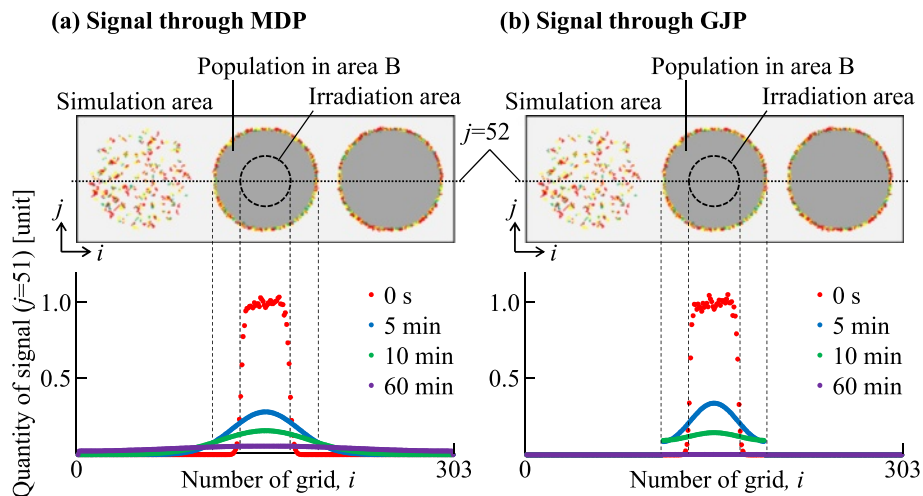 (a) Signal through MDP
(b) Signal through GJP
Population in area B
Irradiation area
Simulation area
j=52
j
i
Population in area B
Irradiation area
Simulation area
j
i
Quantity of signal (j=51) [unit]
1.0
0.5
0 s
5 min
10 min
60 min
0
303
Number of grid, i
1.0
0.5
0 s
5 min
10 min
60 min
0
303
Number of grid, i